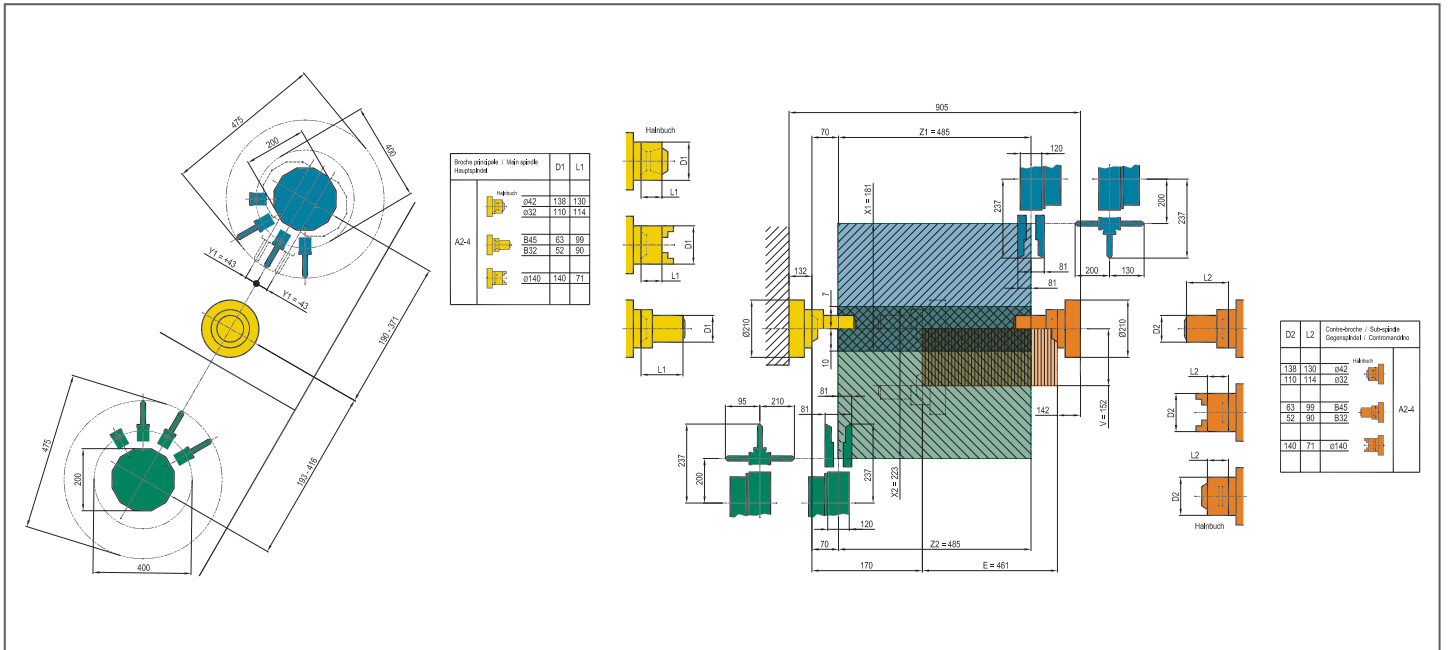 475
200
400
Y1 = +43
Y1 = -43
190 - 371
475
200
400
193 - 416
Broche principale / Main spindle
Hauptspindel
D1
L1
A2-4
Hainbuch
ø42 138 130
ø32 110 114
B45 63 99
B32 52 90
ø140 140 71
Hainbuch
D1
L1
D1
L1
D1
L1
905
70
Z1 = 485
120
X1 = 181
237
200
237
81
81
200
130
132
7
Ø210
Ø210
10
142
V = 152
95
210
81
81
237
200
237
X2 = 223
120
70
Z2 = 485
170
E = 461
L2
D2
L2
D2
L2
D2
Hainbuch
D2
L2
Contre-broche / Sub-spindle
Gegenspindel / Contromandrino
Hainbuch
138 130 ø42
110 114 ø32
63 99 B45
52 90 B32
140 71 ø140
A2-4